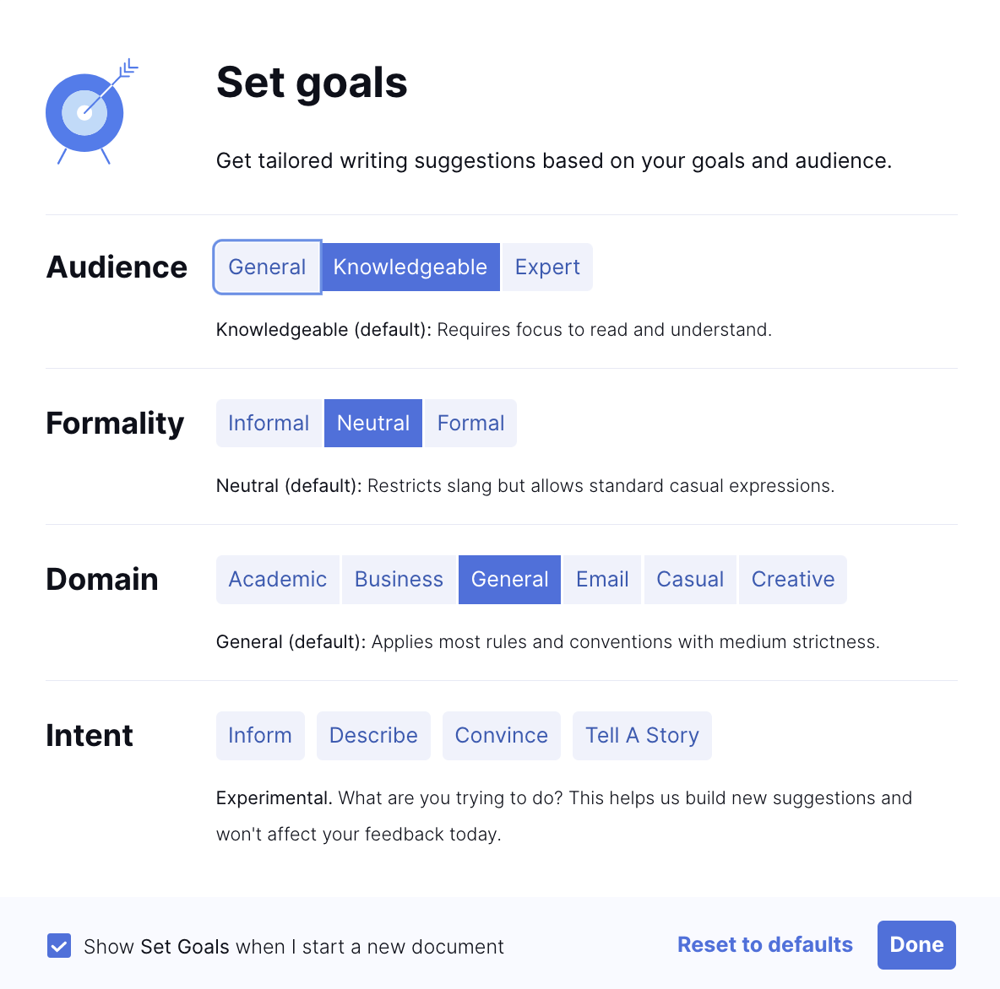 Set goals
Get tailored writing suggestions based on your goals and audience.
Audience
General Knowledgeable Expert
Knowledgeable (default): Requires focus to read and understand.
Formality
Informal Neutral Formal
Neutral (default): Restricts slang but allows standard casual expressions.
Domain
Academic Business General Email Casual Creative
General (default): Applies most rules and conventions with medium strictness.
Intent
Inform Describe Convince Tell A Story
Experimental. What are you trying to do? This helps us build new suggestions and
won't affect your feedback today.
Show Set Goals when I start a new document
Reset to defaults
Done